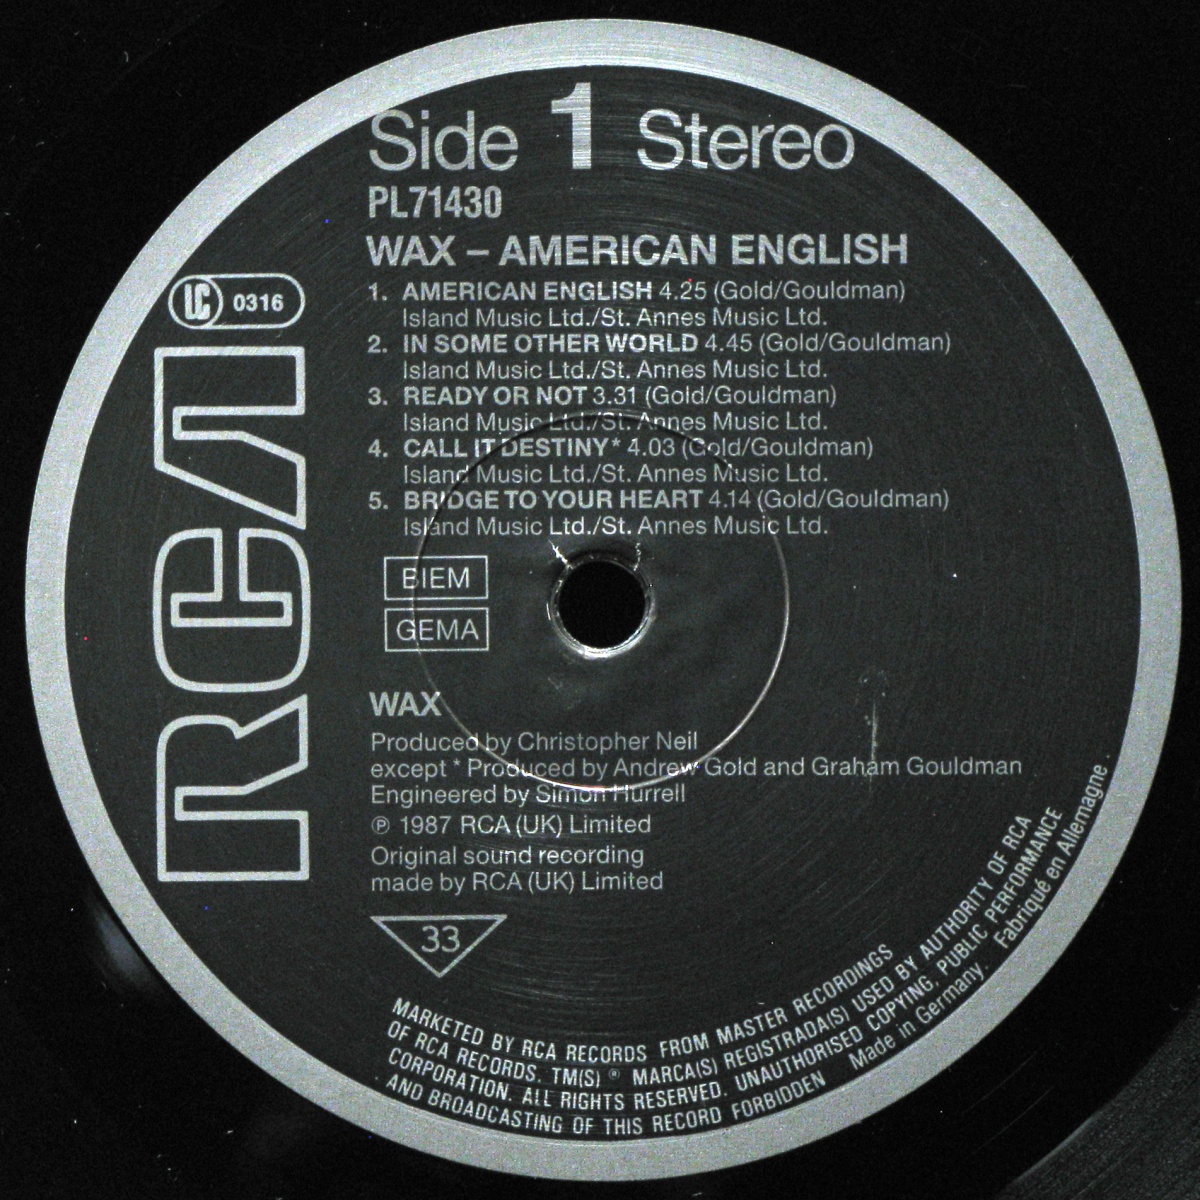 Side 1 Stereo
PL71430
WAX – AMERICAN ENGLISH
1. AMERICAN ENGLISH 4.25 (Gold/Gouldman)
Island Music Ltd./St. Annes Music Ltd.
2. IN SOME OTHER WORLD 4.45 (Gold/Gouldman)
Island Music Ltd./St. Annes Music Ltd.
3. READY OR NOT 3.31 (Gold/Gouldman)
Island Music Ltd./St. Annes Music Ltd.
4. CALL IT DESTINY* 4.03 (Gold/Gouldman)
Island Music Ltd./St. Annes Music Ltd.
5. BRIDGE TO YOUR HEART 4.14 (Gold/Gouldman)
Island Music Ltd./St. Annes Music Ltd.
LC 0316
RCA
BIEM
GEMA
WAX
Produced by Christopher Neil
except * Produced by Andrew Gold and Graham Gouldman
Engineered by Simon Hurrell
℗ 1987 RCA (UK) Limited
Original sound recording
made by RCA (UK) Limited
33
MARKETED BY RCA RECORDS FROM MASTER RECORDINGS
OF RCA RECORDS. TM(S) ® MARCA(S) REGISTRADA(S) USED BY AUTHORITY OF RCA
CORPORATION. ALL RIGHTS RESERVED. UNAUTHORISED COPYING, PUBLIC PERFORMANCE
AND BROADCASTING OF THIS RECORD FORBIDDEN Made in Germany. Fabriqué en Allemagne.